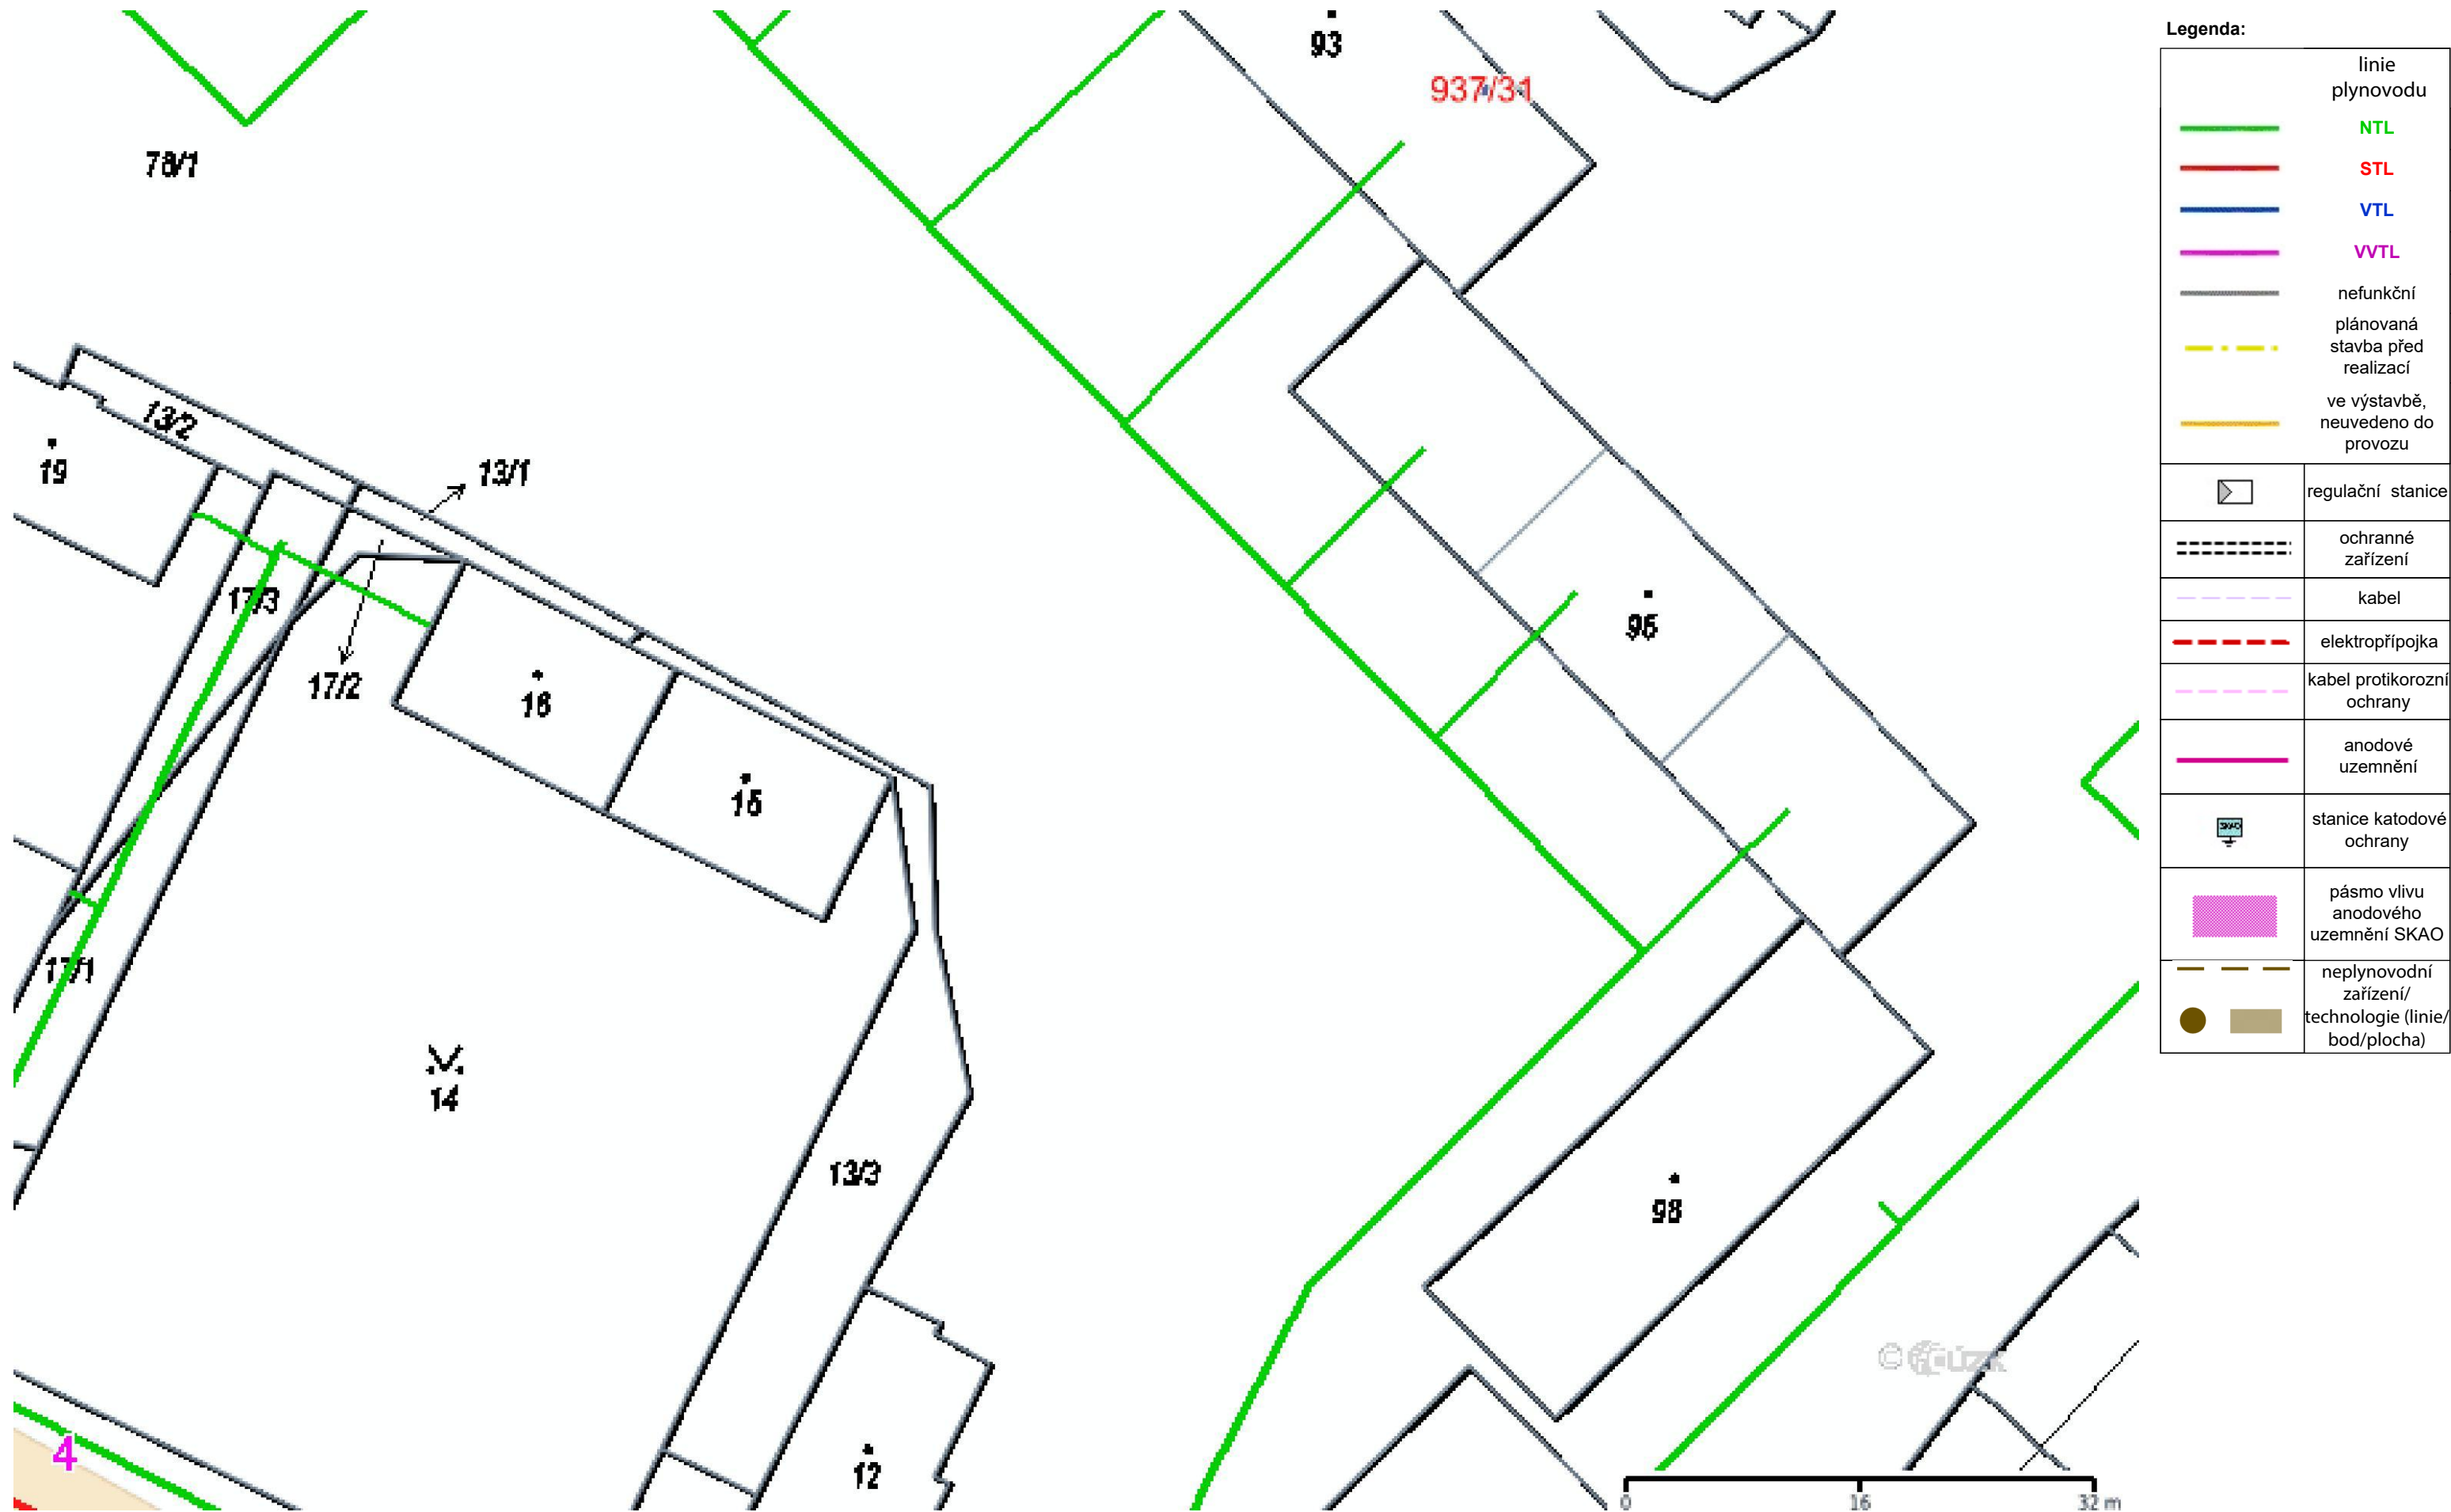 93
937/31
78/1
13/2
19
13/1
17/3
17/2
16
15
95
17/1
14
13/3
98
4
12
©ČÚZK
0 16 32 m
Legenda:
linie
plynovodu
NTL
STL
VTL
VVTL
nefunkční
plánovaná
stavba před
realizací
ve výstavbě,
neuvedeno do
provozu
regulační stanice
ochranné
zařízení
kabel
elektropřípojka
kabel protikorozní
ochrany
anodové
uzemnění
SKAO
stanice katodové
ochrany
pásmo vlivu
anodového
uzemnění SKAO
neplynovodní
zařízení/
technologie (linie/
bod/plocha)